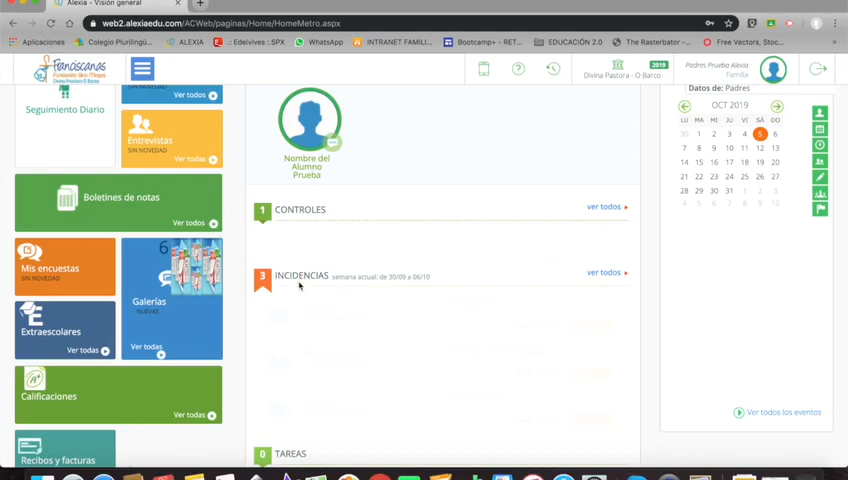 Alexia - Visión general
web2.alexiaedu.com/ACWeb/paginas/Home/HomeMetro.aspx
Aplicaciones
Colegio Plurilingü...
ALEXIA
.: Edelvives :.SPX
WhatsApp
INTRANET FAMILI...
Bootcamp+ - RET...
EDUCACIÓN 2.0
The Rasterbator -...
Free Vectors, Stoc...
Franciscanas
Divina Pastora - O Barco
2019
Divina Pastora - O Barco
Padres Prueba Alexia
Familia
Seguimiento Diario
SIN NOVEDAD
Ver todos
Entrevistas
SIN NOVEDAD
Ver todas
Boletines de notas
Ver todos
Mis encuestas
SIN NOVEDAD
6
Galerías
NUEVAS
Ver todas
Extraescolares
Ver todas
Calificaciones
Ver todas
Recibos y facturas
Nombre del
Alumno
Prueba
1 CONTROLES
ver todos
3 INCIDENCIAS semana actual: de 30/09 a 06/10
ver todos
0 TAREAS
Datos de: Padres
OCT 2019
LU MA MI JU VI SÁ DO
30 1 2 3 4 5 6
7 8 9 10 11 12 13
14 15 16 17 18 19 20
21 22 23 24 25 26 27
28 29 30 31 1 2 3
4 5 6 7 8 9 10
Ver todos los eventos